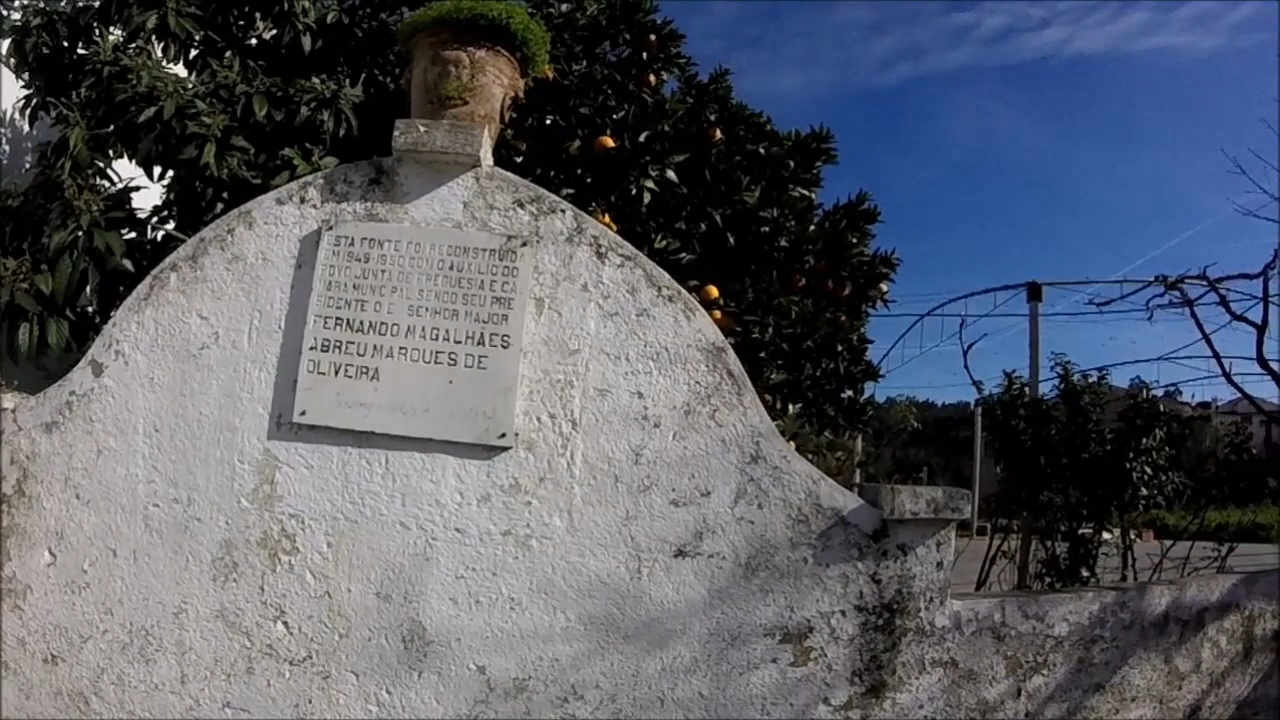 ESTA FONTE FOI RECONSTRUIDA
EM 1949-1950 COM O AUXILIO DO
POVO JUNTA DE FREGUESIA E CA
MARA MUNICIPAL SENDO SEU PRE
SIDENTE O E SENHOR MAJOR
FERNANDO MAGALHÃES
ABREU MARQUES DE
OLIVEIRA